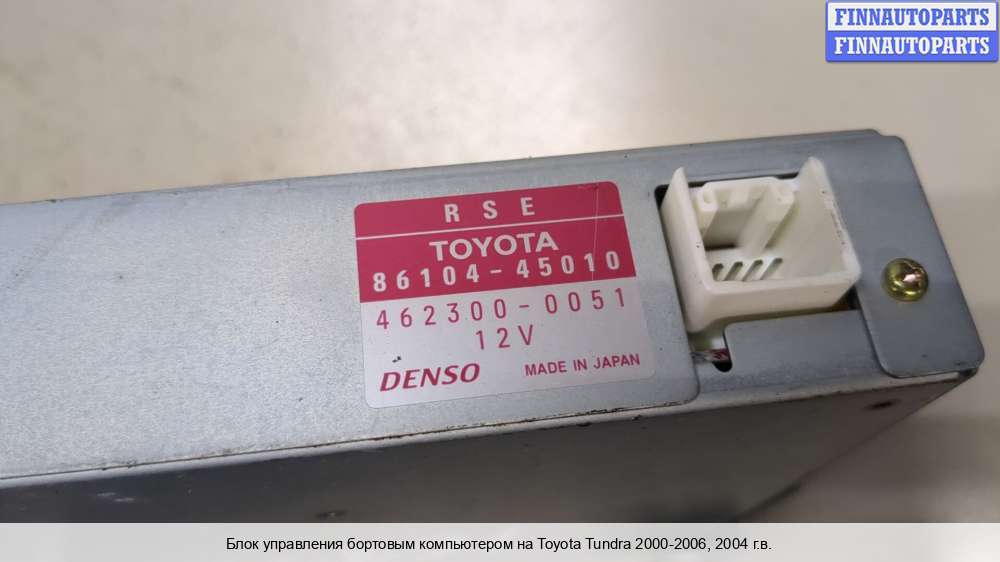 FINNAUTOPARTS
FINNAUTOPARTS
RSE
TOYOTA
86104-45010
462300-0051
12V
DENSO MADE IN JAPAN
Блок управления бортовым компьютером на Toyota Tundra 2000-2006, 2004 г.в.